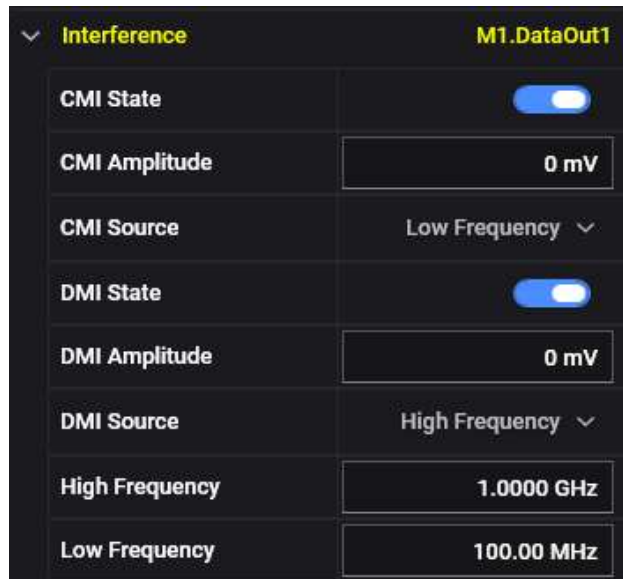 Interference M1.DataOut1
CMI State
CMI Amplitude 0 mV
CMI Source Low Frequency
DMI State
DMI Amplitude 0 mV
DMI Source High Frequency
High Frequency 1.0000 GHz
Low Frequency 100.00 MHz